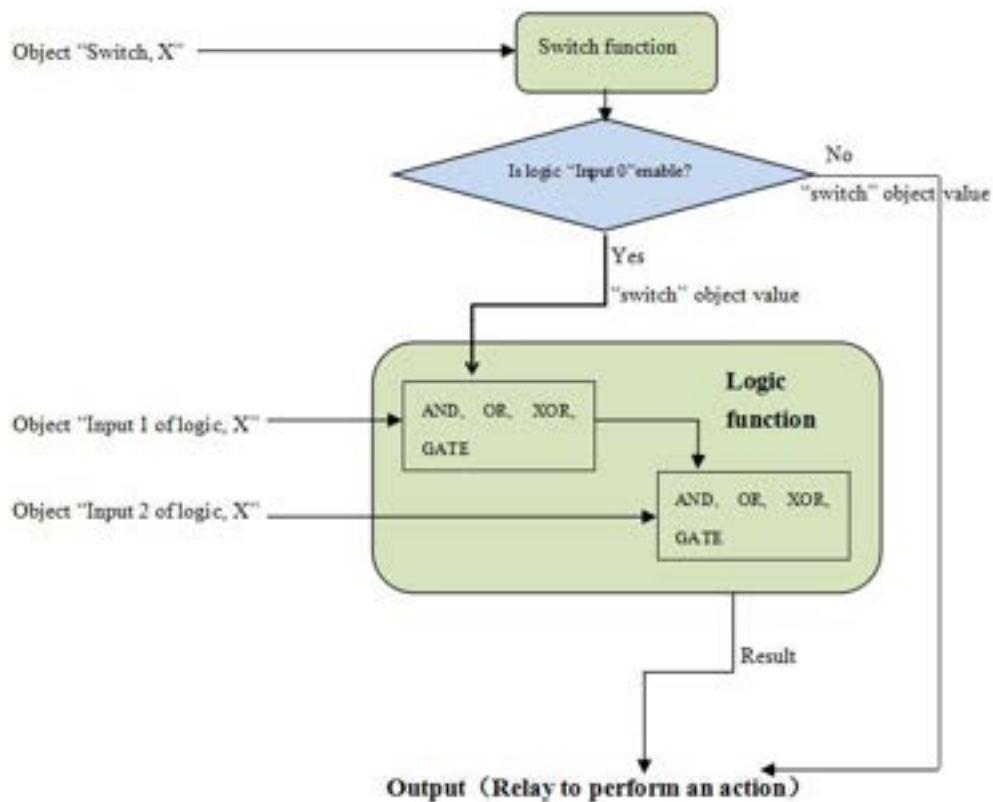 Switch function
Object “Switch, X”
Is logic “Input 0”enable?
No
“switch” object value
Yes
“switch” object value
Logic
function
AND, OR, XOR,
GATE
Object “Input 1 of logic, X”
AND, OR, XOR,
GATE
Object “Input 2 of logic, X”
Result
Output（Relay to perform an action）